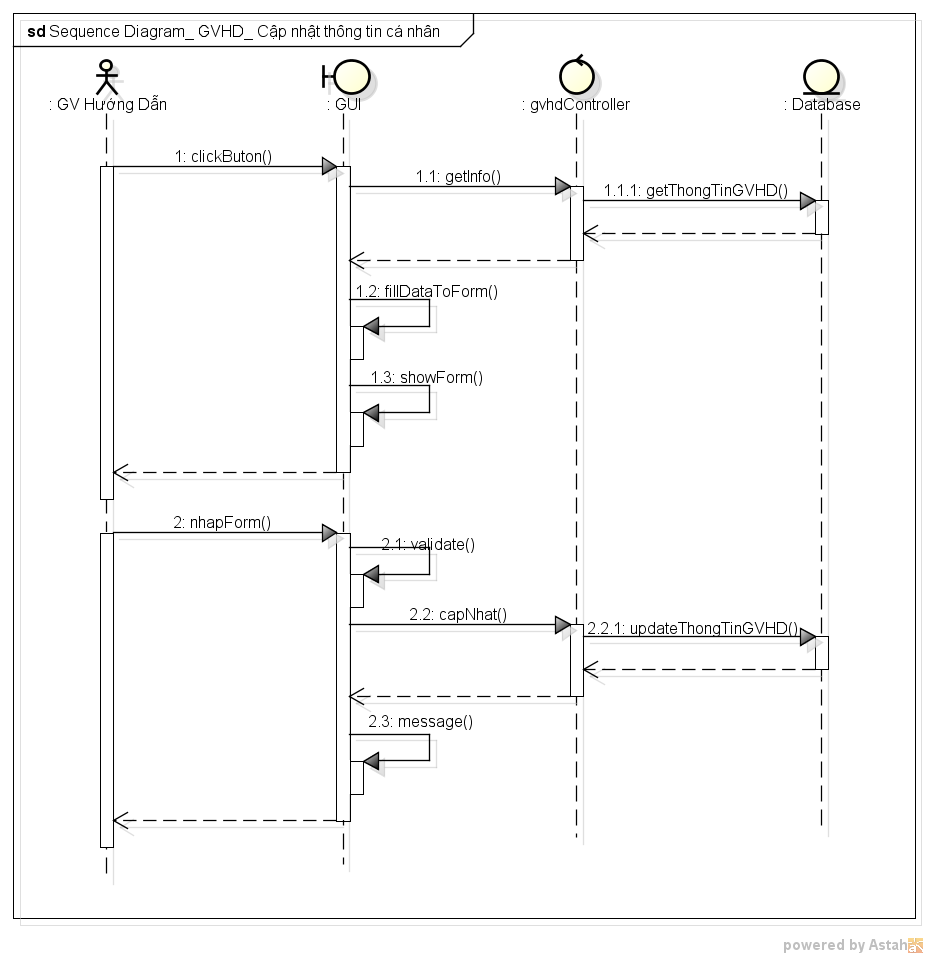 sd Sequence Diagram_ GVHD_ Cập nhật thông tin cá nhân
: GV Hướng Dẫn
: GUI
: gvhdController
: Database
1: clickButon()
1.1: getInfo()
1.1.1: getThongTinGVHD()
1.2: fillDataToForm()
1.3: showForm()
2: nhapForm()
2.1: validate()
2.2: capNhat()
2.2.1: updateThongTinGVHD()
2.3: message()
powered by Astah